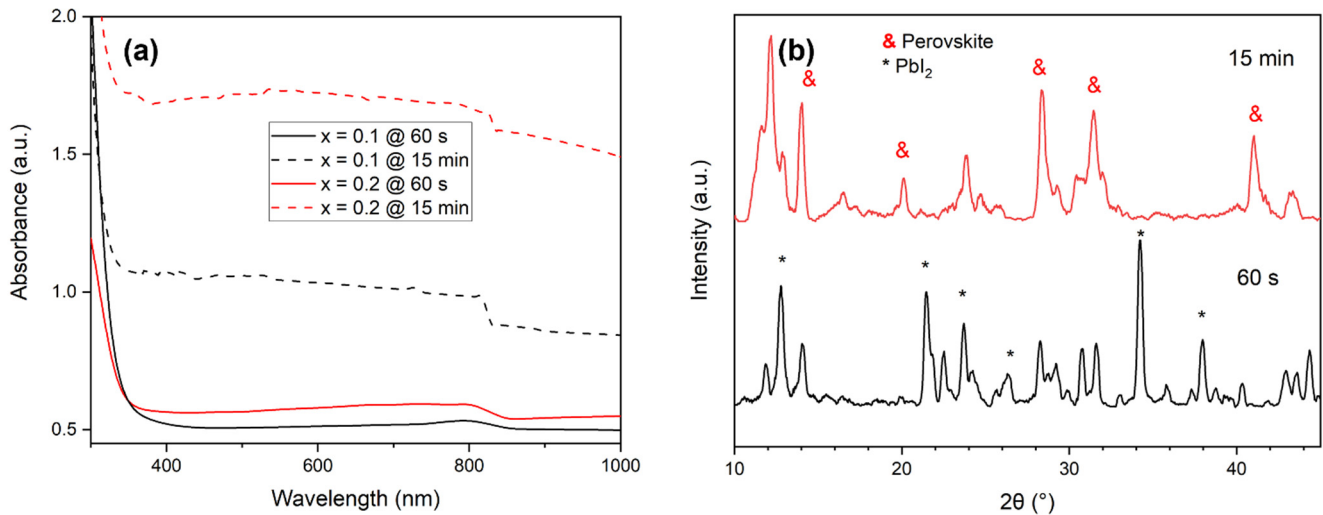 (a)
2.0
1.5
1.0
0.5
Absorbance (a.u.)
x = 0.1 @ 60 s
x = 0.1 @ 15 min
x = 0.2 @ 60 s
x = 0.2 @ 15 min
400
600
800
1000
Wavelength (nm)
(b)
& Perovskite
* PbI2
15 min
&
&
&
&
&
60 s
*
*
*
*
*
*
Intensity (a.u.)
10
20
30
40
2θ (°)